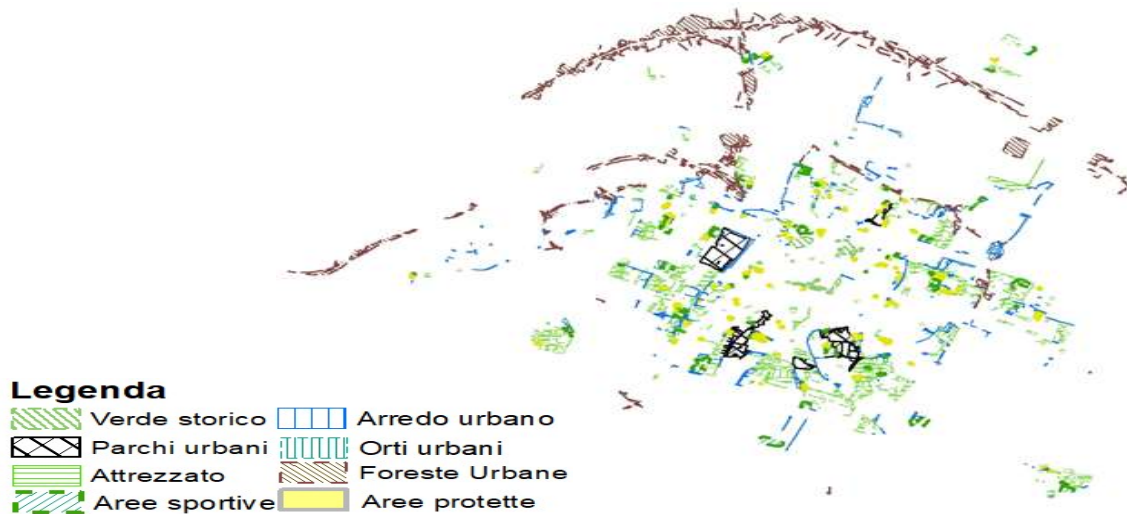 Legenda
Verde storico
Arredo urbano
Parchi urbani
Orti urbani
Attrezzato
Foreste Urbane
Aree sportive
Aree protette